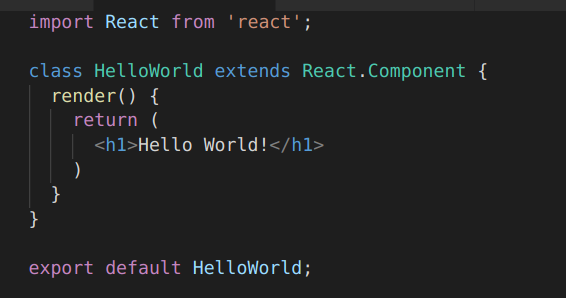 import React from 'react';
class HelloWorld extends React.Component {
render() {
return (
<h1>Hello World!</h1>
)
}
}
export default HelloWorld;